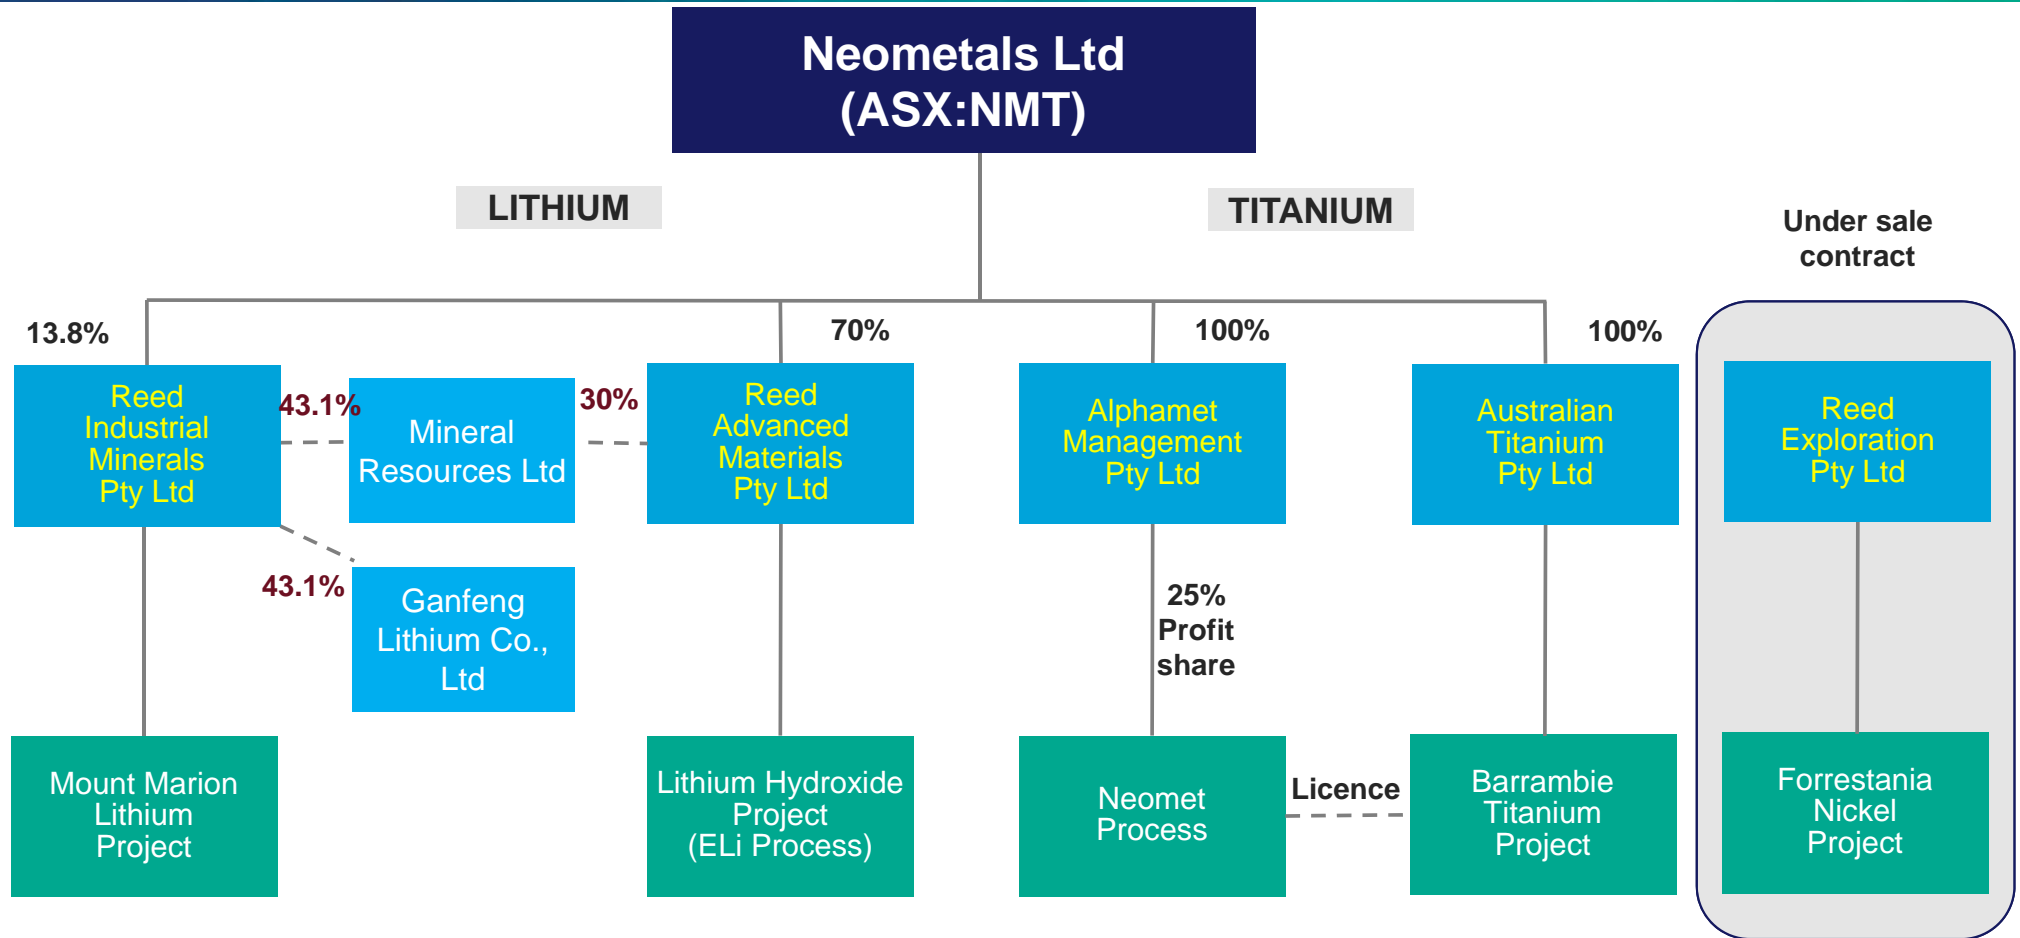 Neometals Ltd
(ASX:NMT)
LITHIUM
TITANIUM
Under sale
contract
13.8%
70%
100%
100%
Reed
Industrial
Minerals
Pty Ltd
43.1%
Mineral
Resources Ltd
30%
Reed
Advanced
Materials
Pty Ltd
Alphamet
Management
Pty Ltd
Australian
Titanium
Pty Ltd
Reed
Exploration
Pty Ltd
43.1%
Ganfeng
Lithium Co.,
Ltd
25%
Profit
share
Mount Marion
Lithium
Project
Lithium Hydroxide
Project
(ELi Process)
Neomet
Process
Licence
Barrambie
Titanium
Project
Forrestania
Nickel
Project